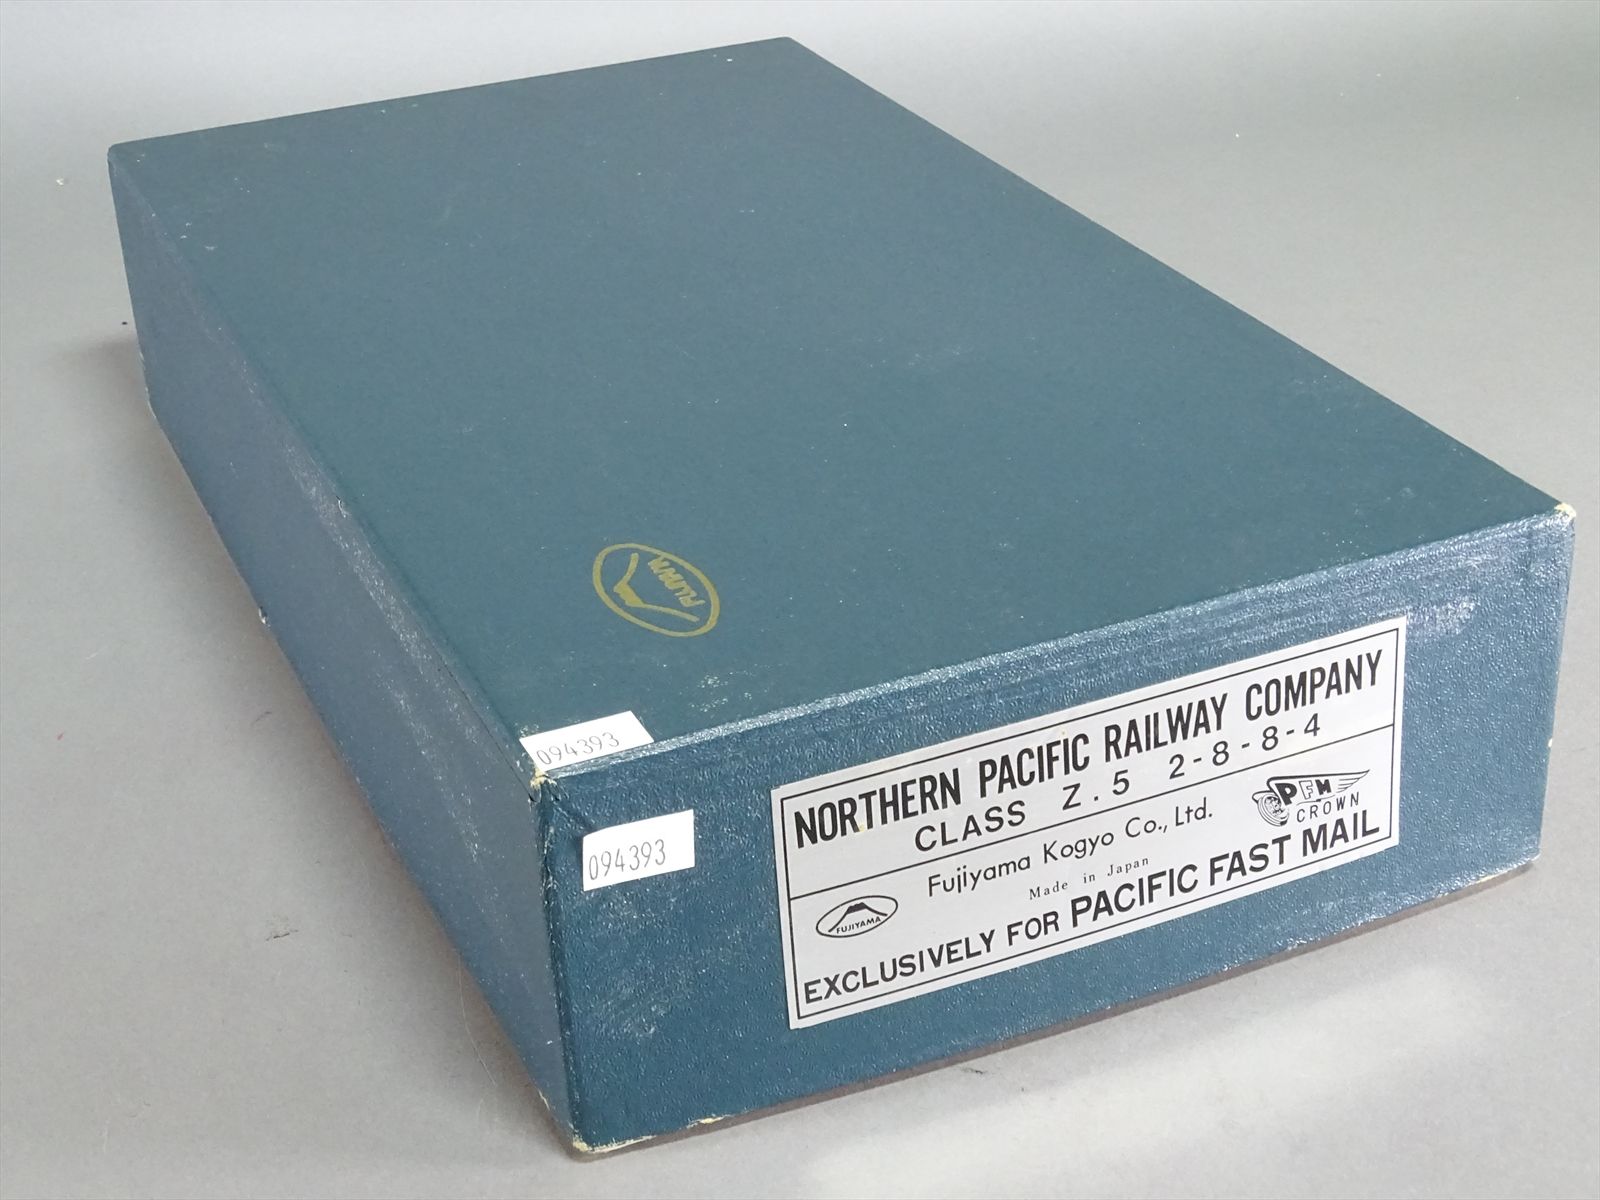 FUJIYAMA
094393
094393
NORTHERN PACIFIC RAILWAY COMPANY
CLASS Z.5 2-8-8-4
Fujiyama Kogyo Co., Ltd.
PFM
CROWN
Made in Japan
FUJIYAMA
EXCLUSIVELY FOR PACIFIC FAST MAIL